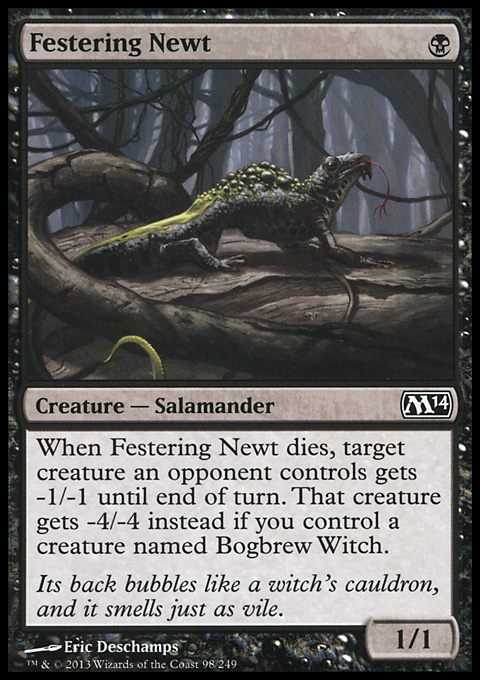 Festering Newt
Creature — Salamander
M14
When Festering Newt dies, target
creature an opponent controls gets
-1/-1 until end of turn. That creature
gets -4/-4 instead if you control a
creature named Bogbrew Witch.
Its back bubbles like a witch's cauldron,
and it smells just as vile.
Eric Deschamps
1/1
™ & © 2013 Wizards of the Coast 98/249